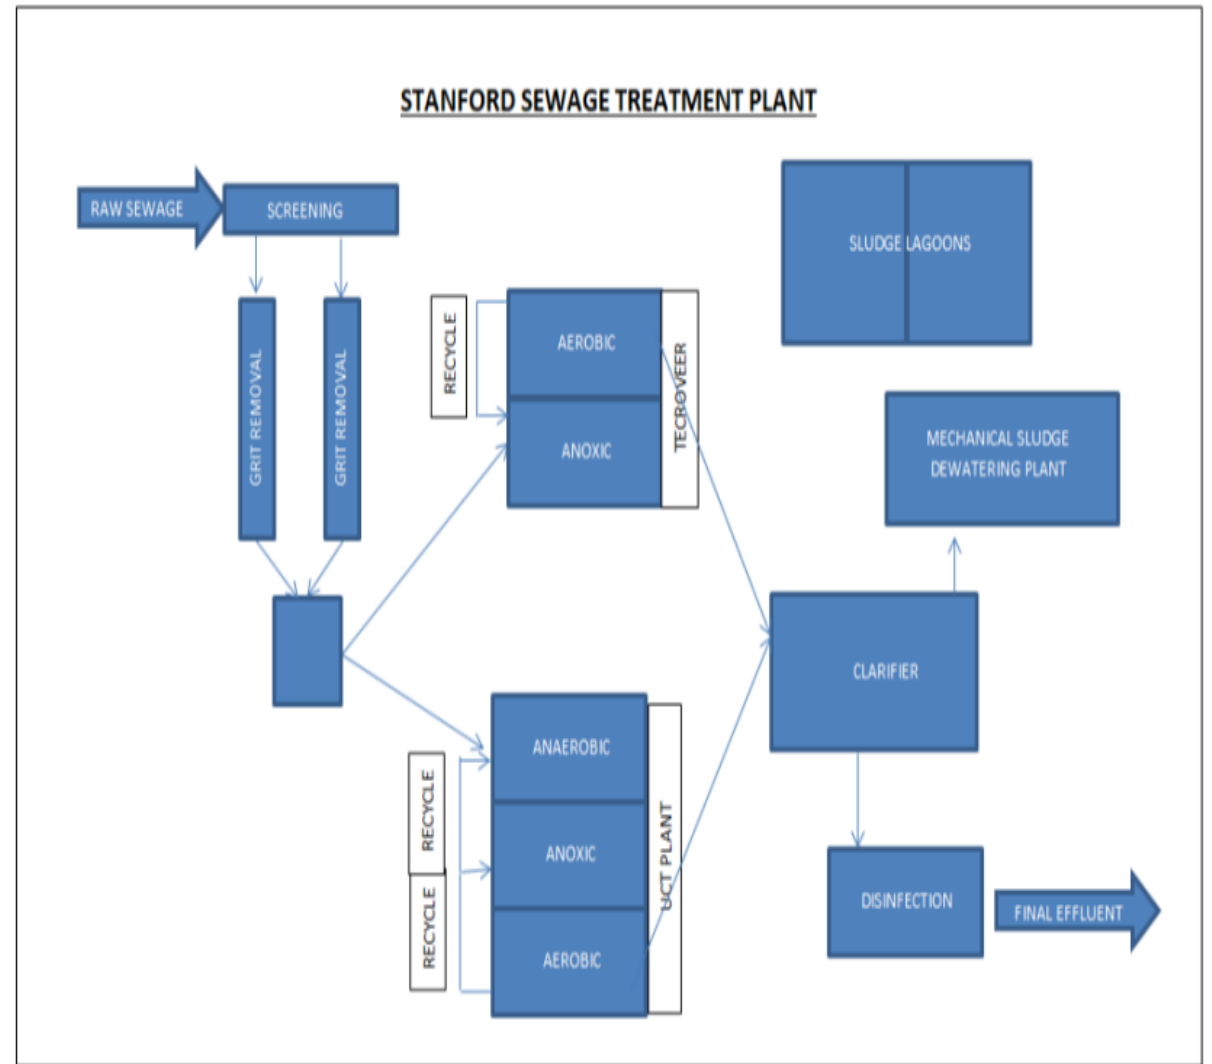 STANFORD SEWAGE TREATMENT PLANT
RAW SEWAGE
SCREENING
SLUDGE LAGOONS
GRIT REMOVAL
GRIT REMOVAL
RECYCLE
AEROBIC
ANOXIC
TECROVEER
MECHANICAL SLUDGE
DEWATERING PLANT
CLARIFIER
ANAEROBIC
ANOXIC
AEROBIC
RECYCLE
RECYCLE
UCT PLANT
DISINFECTION
FINAL EFFLUENT